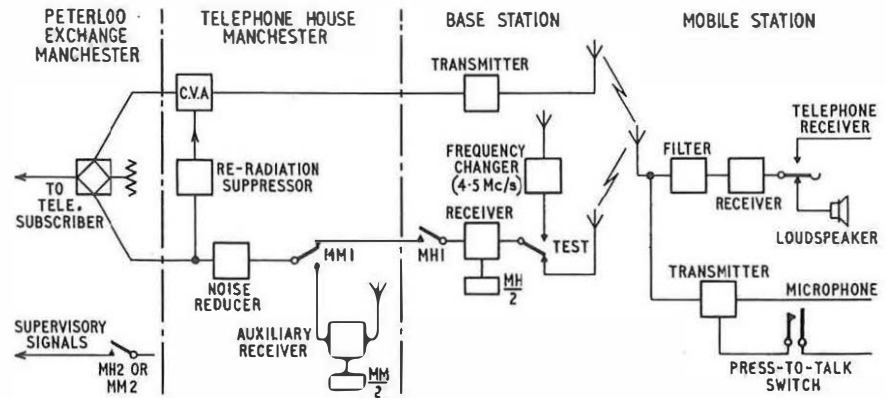 PETERLOO
EXCHANGE
MANCHESTER
TELEPHONE HOUSE
MANCHESTER
BASE STATION
MOBILE STATION
C.V.A
TRANSMITTER
TELEPHONE
RECEIVER
FREQUENCY
CHANGER
(4·5 Mc/s)
FILTER
RECEIVER
LOUDSPEAKER
TO
TELE.
SUBSCRIBER
RE-RADIATION
SUPPRESSOR
RECEIVER
NOISE
REDUCER
MM1
MH1
TEST
MH
2
TRANSMITTER
MICROPHONE
SUPERVISORY
SIGNALS
MH2 OR
MM2
AUXILIARY
RECEIVER
MM
2
PRESS-TO-TALK
SWITCH